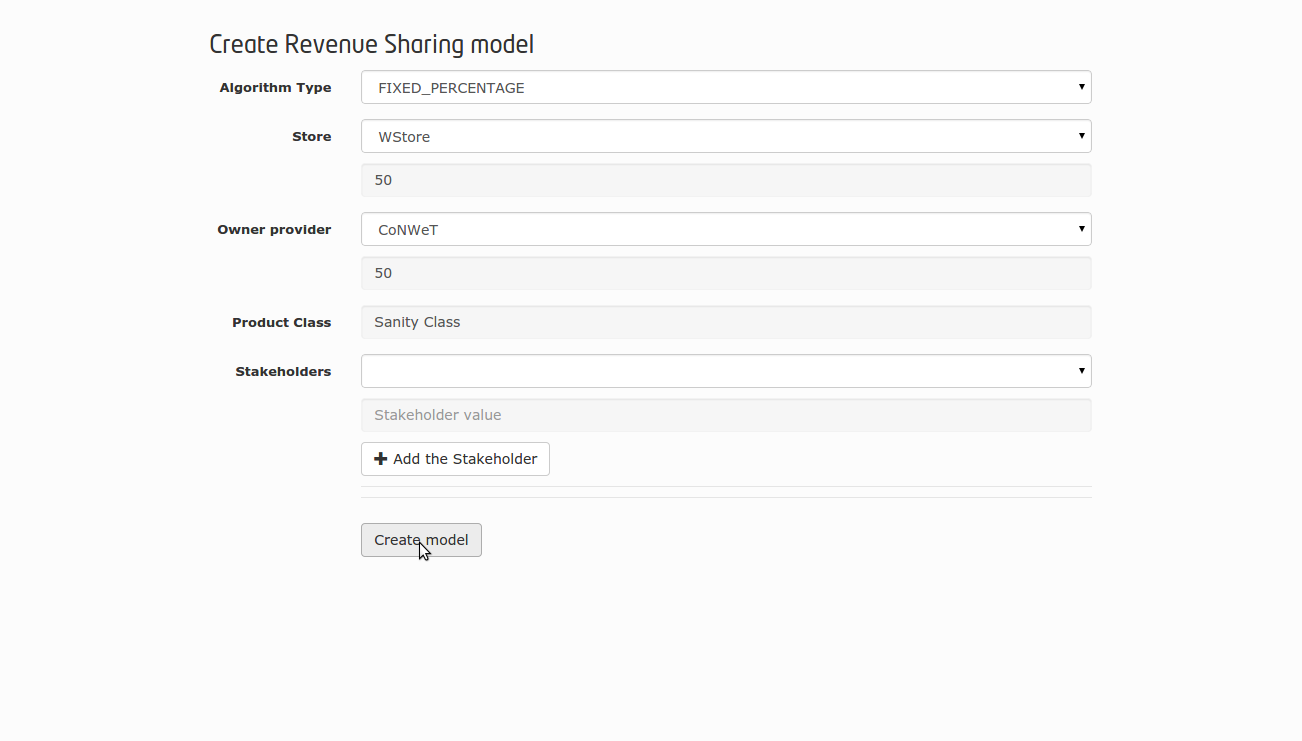 Create Revenue Sharing model
Algorithm Type FIXED_PERCENTAGE
Store WStore
50
Owner provider CoNWeT
50
Product Class Sanity Class
Stakeholders
Stakeholder value
Add the Stakeholder
Create model